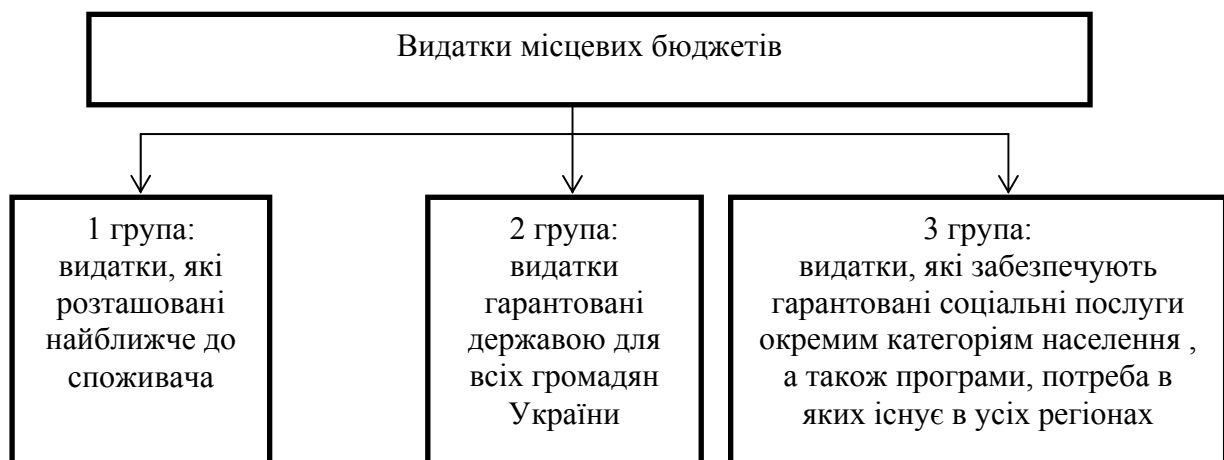 Видатки місцевих бюджетів
1 група:
видатки, які
розташовані
найближче до
споживача
2 група:
видатки
гарантовані
державою для
всіх громадян
України
3 група:
видатки, які забезпечують
гарантовані соціальні послуги
окремим категоріям населення ,
а також програми, потреба в
яких існує в усіх регіонах